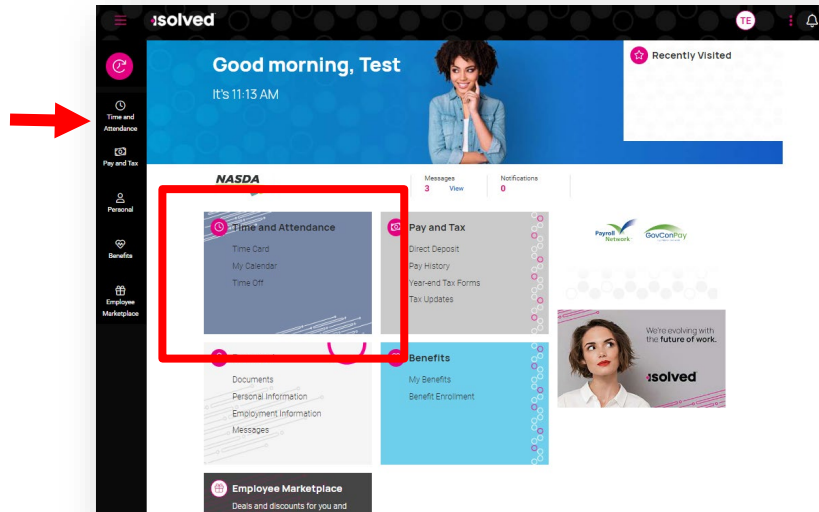 isolved
TE
Good morning, Test
It's 11:13 AM
Recently Visited
Time and
Attendance
Pay and Tax
Personal
Benefits
Employee
Marketplace
NASDA
Messages
3 View
Notifications
0
Time and Attendance
Time Card
My Calendar
Time Off
Pay and Tax
Direct Deposit
Pay History
Year-end Tax Forms
Tax Updates
Payroll
Network
GovConPay
Documents
Personal Information
Employment Information
Messages
Benefits
My Benefits
Benefit Enrollment
We're evolving with
the future of work.
isolved
Employee Marketplace
Deals and discounts for you and